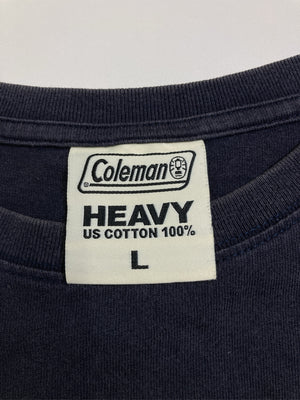 Coleman
®
HEAVY
US COTTON 100%
L